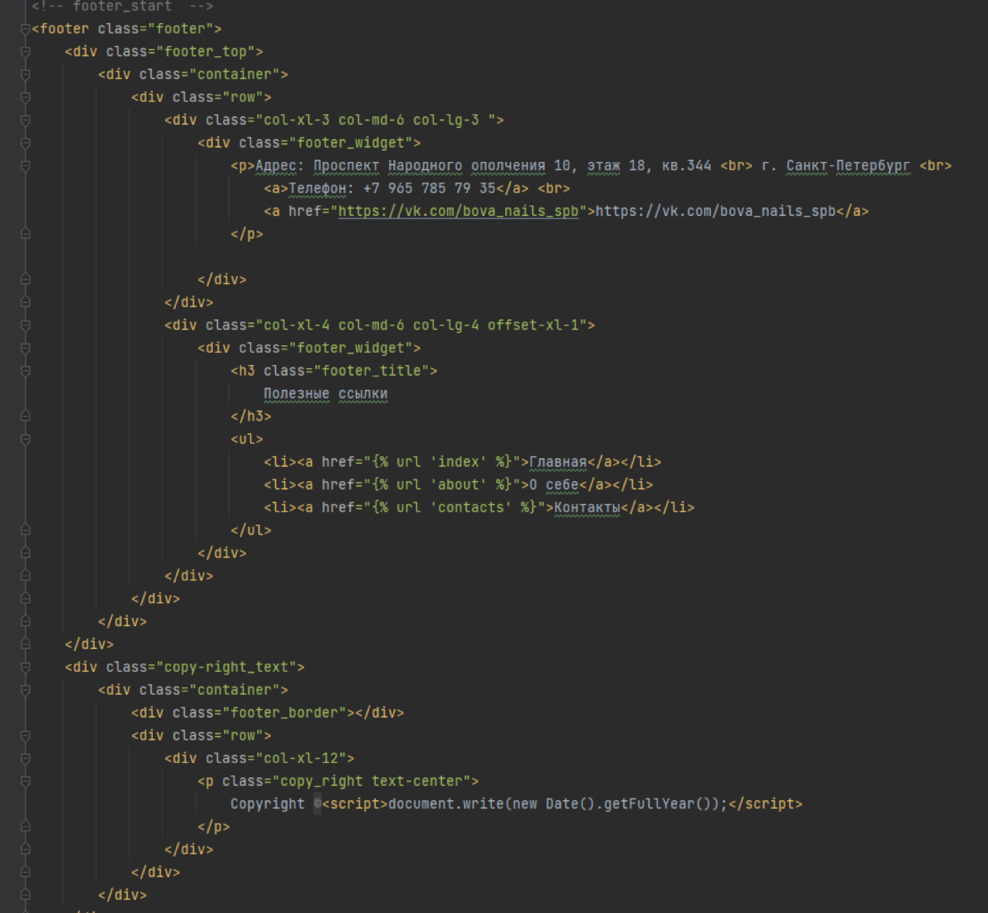 <!-- footer_start  -->
<footer class="footer">
<div class="footer_top">
<div class="container">
<div class="row">
<div class="col-xl-3 col-md-6 col-lg-3 ">
<div class="footer_widget">
<p>Адрес: Проспект Народного ополчения 10, этаж 18, кв.344 <br> г. Санкт-Петербург <br>
<a>Телефон: +7 965 785 79 35</a> <br>
<a href="https://vk.com/bova_nails_spb">https://vk.com/bova_nails_spb</a>
</p>
</div>
</div>
<div class="col-xl-4 col-md-6 col-lg-4 offset-xl-1">
<div class="footer_widget">
<h3 class="footer_title">
Полезные ссылки
</h3>
<ul>
<li><a href="{% url 'index' %}">Главная</a></li>
<li><a href="{% url 'about' %}">О себе</a></li>
<li><a href="{% url 'contacts' %}">Контакты</a></li>
</ul>
</div>
</div>
</div>
</div>
</div>
<div class="copy-right_text">
<div class="container">
<div class="footer_border"></div>
<div class="row">
<div class="col-xl-12">
<p class="copy_right text-center">
Copyright ©<script>document.write(new Date().getFullYear());</script>
</p>
</div>
</div>
</div>